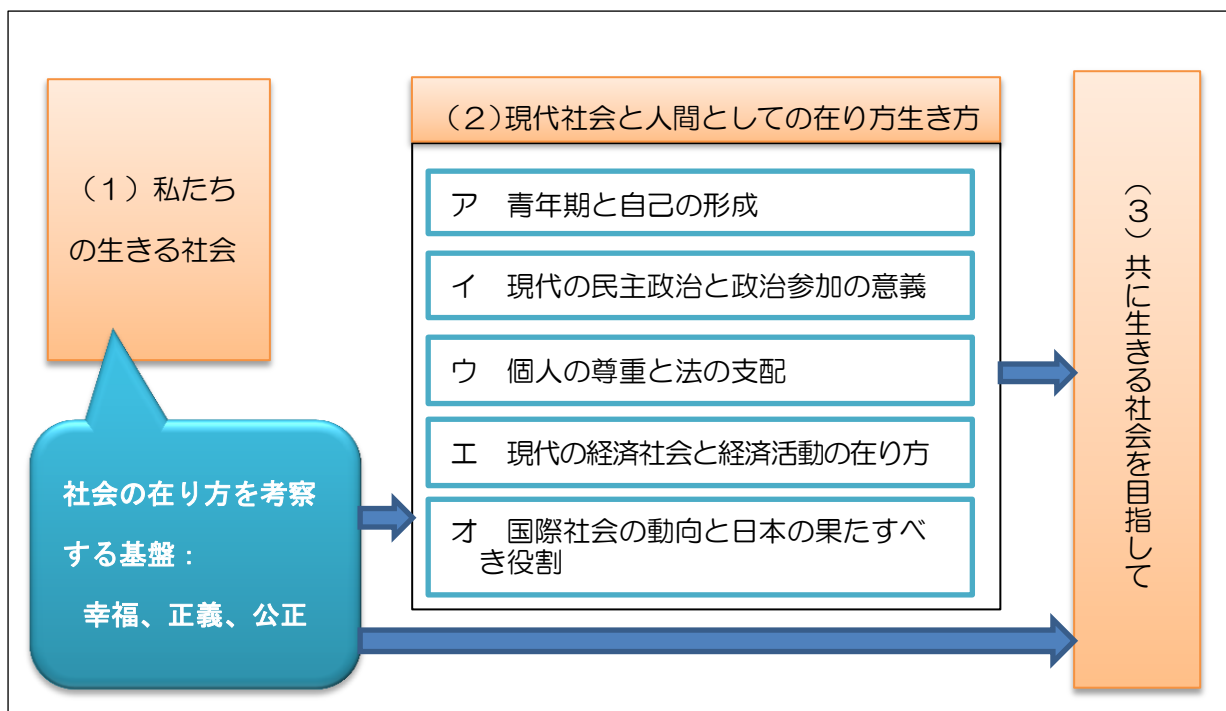 （１）私たち
の生きる社会
社会の在り方を考察
する基盤：
幸福、正義、公正
（２）現代社会と人間としての在り方生き方
ア　青年期と自己の形成
イ　現代の民主政治と政治参加の意義
ウ　個人の尊重と法の支配
エ　現代の経済社会と経済活動の在り方
オ　国際社会の動向と日本の果たすべ
き役割
（３）共に生きる社会を目指して